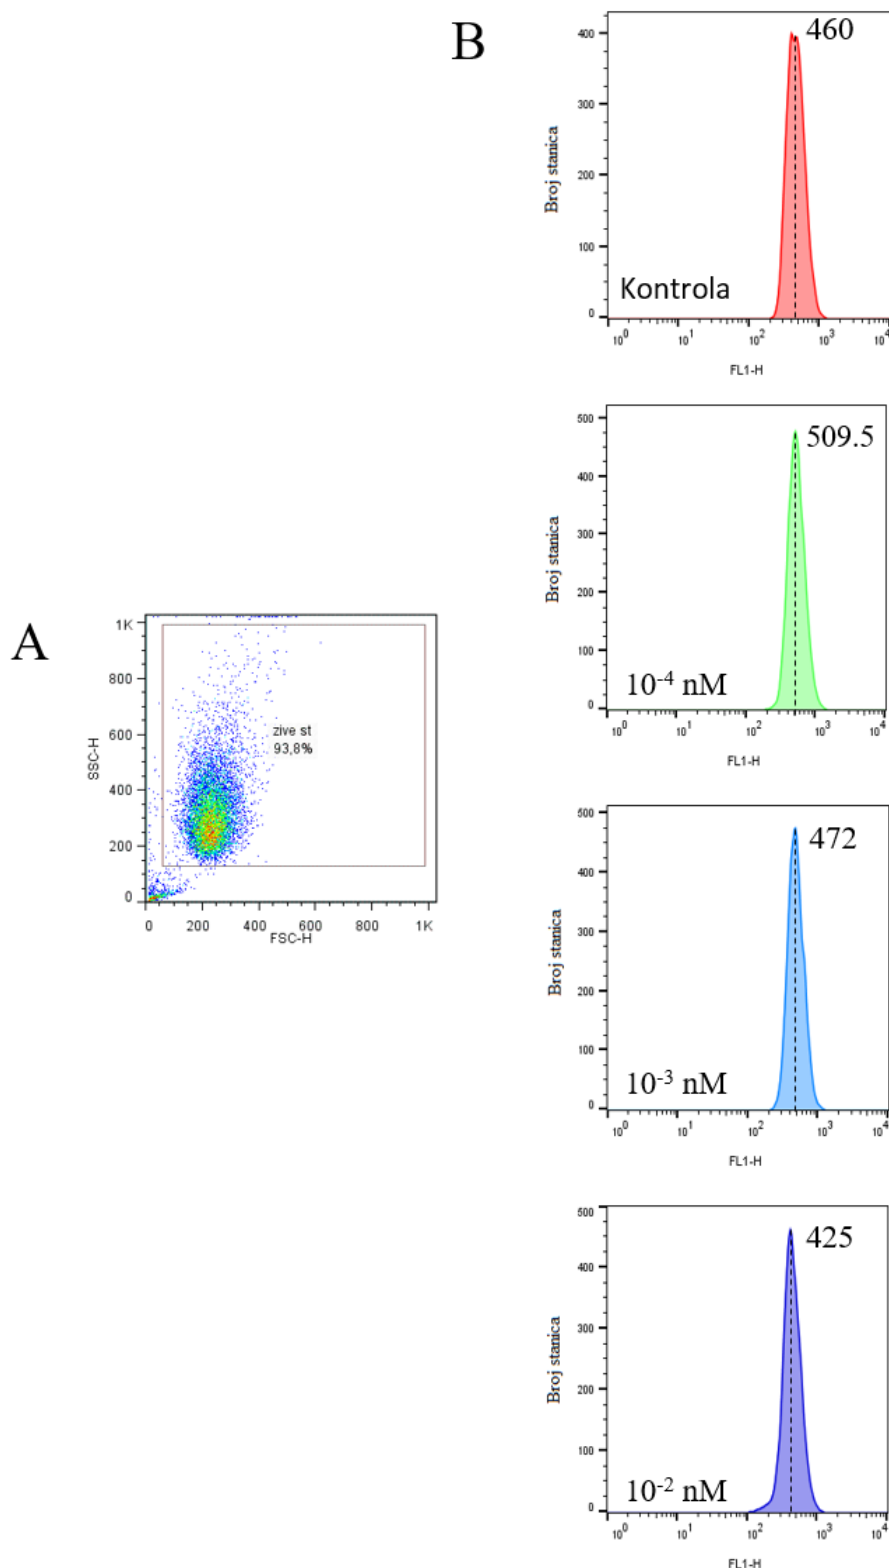 A
1K
800
600
400
200
0
SSC-H
zive st
93,8%
0 200 400 600 800 1K
FSC-H
B
460
400
300
200
100
0
Broj stanica
Kontrola
10⁰ 10¹ 10² 10³ 10⁴
FL1-H
509.5
500
400
300
200
100
0
Broj stanica
10⁻⁴ nM
10⁰ 10¹ 10² 10³ 10⁴
FL1-H
472
500
400
300
200
100
0
Broj stanica
10⁻³ nM
10⁰ 10¹ 10² 10³ 10⁴
FL1-H
425
500
400
300
200
100
0
Broj stanica
10⁻² nM
10⁰ 10¹ 10² 10³ 10⁴
FL1-H